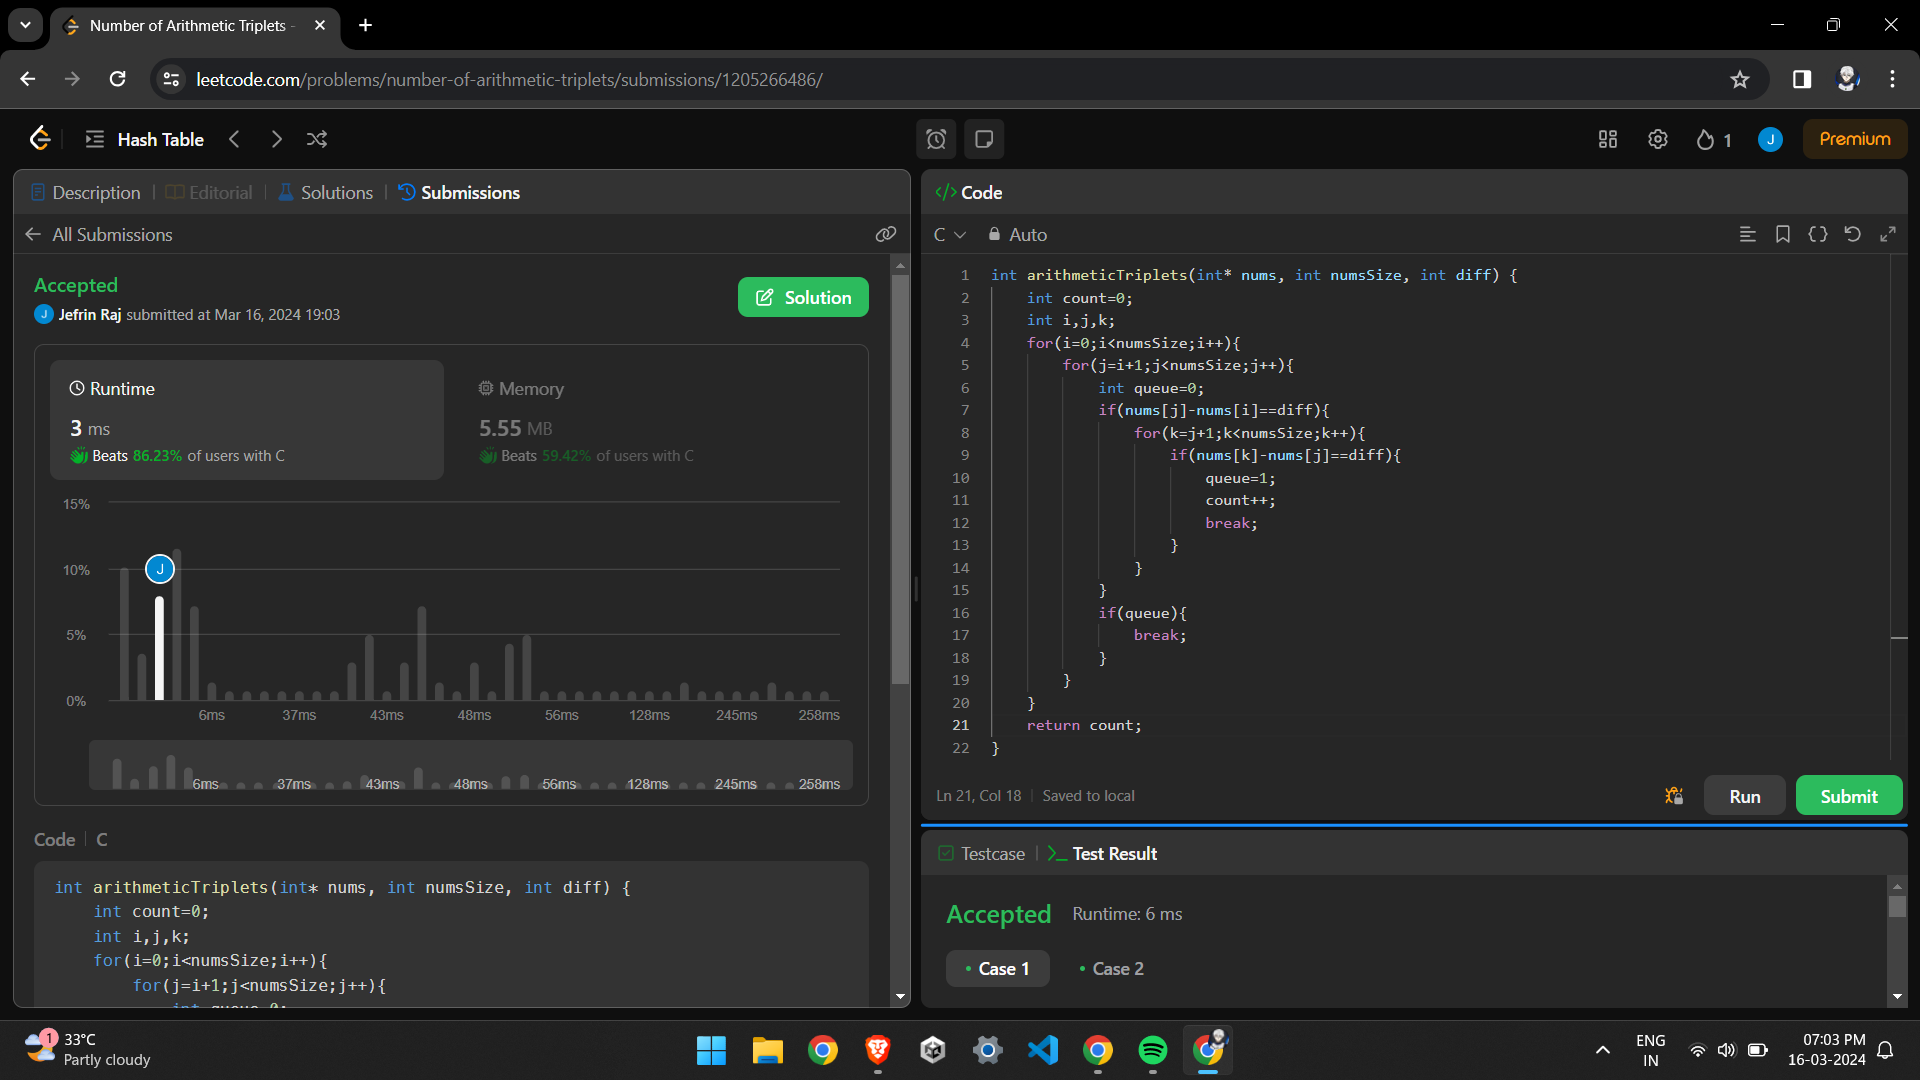 Number of Arithmetic Triplets -
leetcode.com/problems/number-of-arithmetic-triplets/submissions/1205266486/
Hash Table
1
J
Premium
Description
Editorial
Solutions
Submissions
All Submissions
Accepted
J Jefrin Raj submitted at Mar 16, 2024 19:03
Solution
Runtime
3 ms
Beats 86.23% of users with C
Memory
5.55 MB
Beats 59.42% of users with C
15%
10%
5%
0%
J
6ms 37ms 43ms 48ms 56ms 128ms 245ms 258ms
6ms 37ms 43ms 48ms 56ms 128ms 245ms 258ms
Code | C
int arithmeticTriplets(int* nums, int numsSize, int diff) {
int count=0;
int i,j,k;
for(i=0;i<numsSize;i++){
for(j=i+1;j<numsSize;j++){
int queue=0;
</> Code
C
Auto
1 int arithmeticTriplets(int* nums, int numsSize, int diff) {
2 int count=0;
3 int i,j,k;
4 for(i=0;i<numsSize;i++){
5 for(j=i+1;j<numsSize;j++){
6 int queue=0;
7 if(nums[j]-nums[i]==diff){
8 for(k=j+1;k<numsSize;k++){
9 if(nums[k]-nums[j]==diff){
10 queue=1;
11 count++;
12 break;
13 }
14 }
15 }
16 if(queue){
17 break;
18 }
19 }
20 }
21 return count;
22 }
Ln 21, Col 18 | Saved to local
Run
Submit
Testcase
>_ Test Result
Accepted Runtime: 6 ms
• Case 1
• Case 2
1
33°C
Partly cloudy
ENG
IN
07:03 PM
16-03-2024